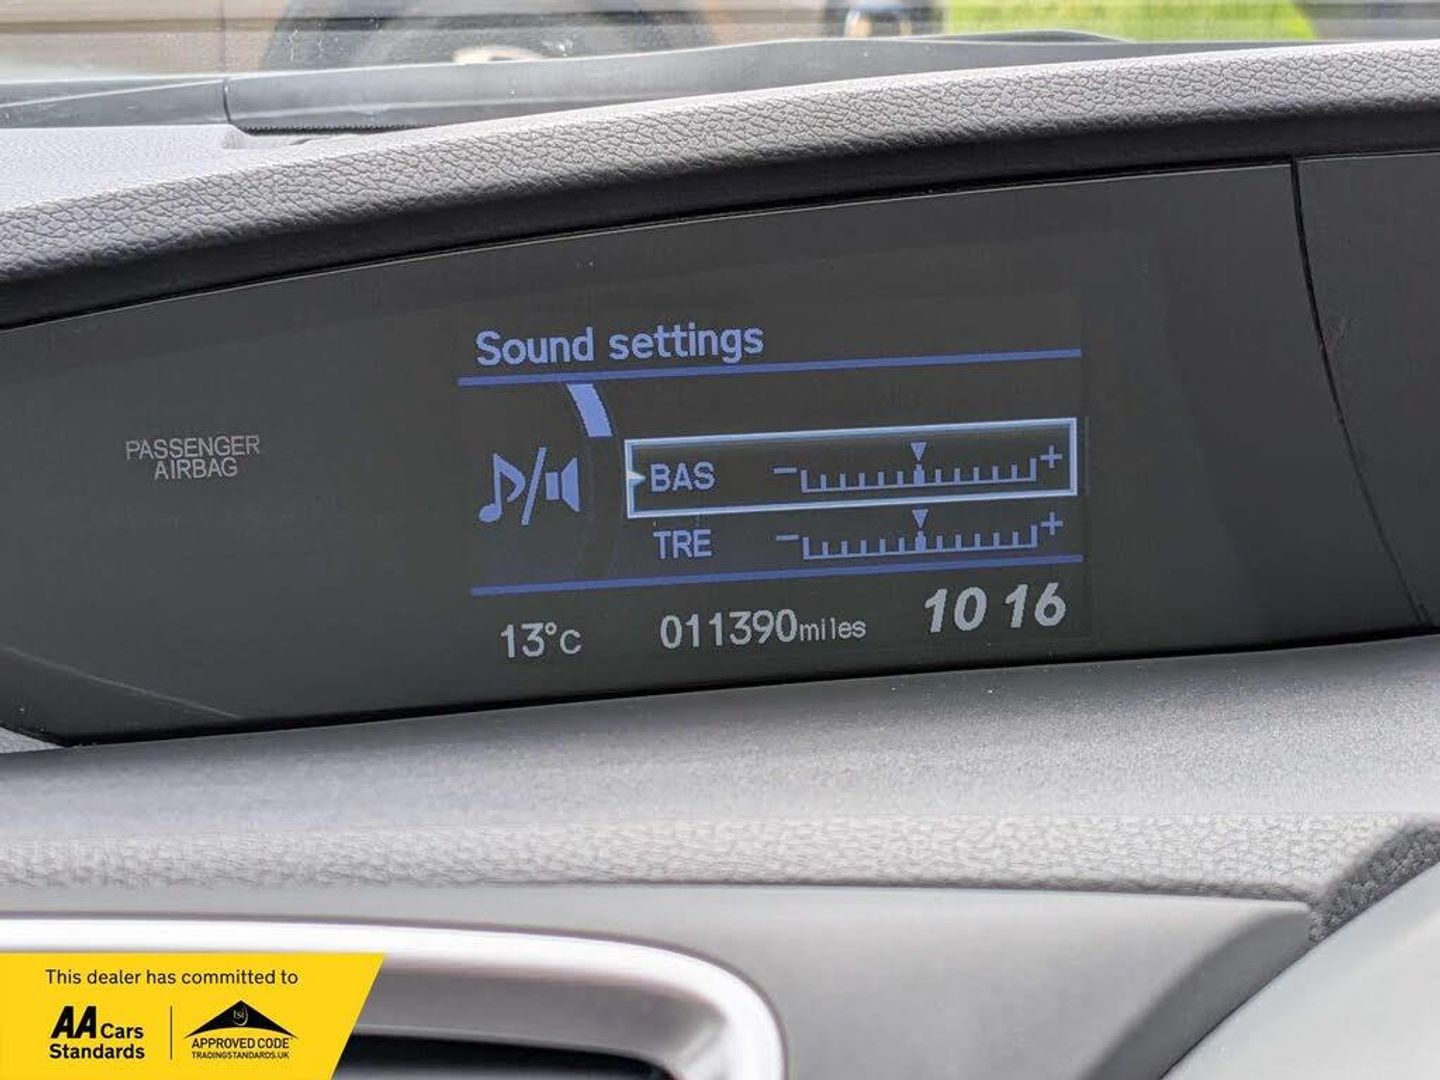 Sound settings
PASSENGER
AIRBAG
BAS - +
TRE - +
13°C 011390miles 10 16
This dealer has committed to
AA Cars
Standards
tsi
APPROVED CODE
TRADINGSTANDARDS.UK